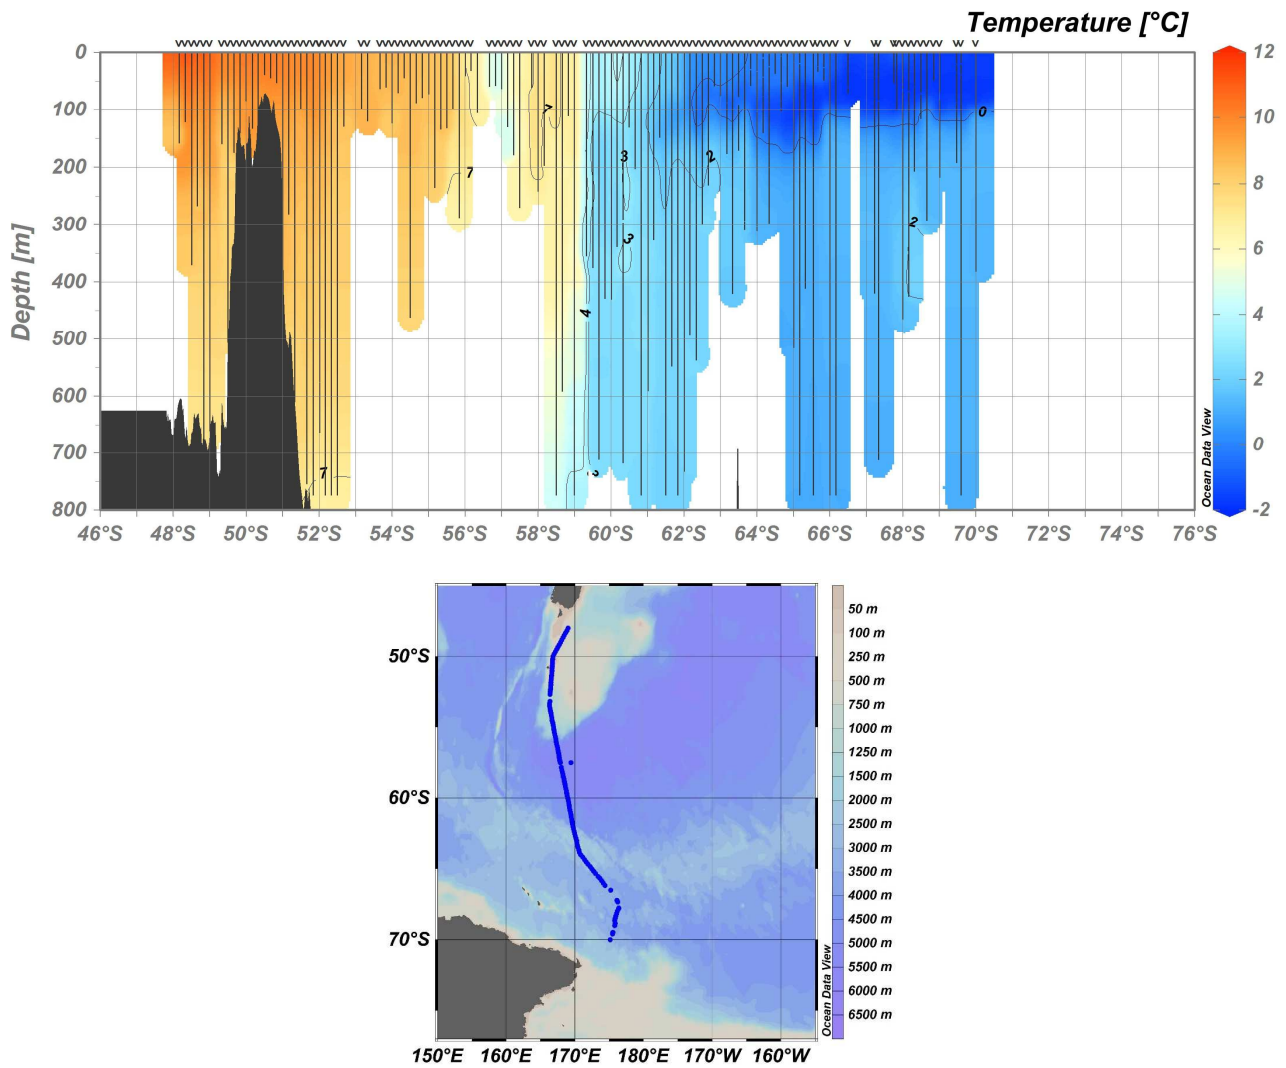 Temperature [°C]
0
100
200
300
400
500
600
700
800
Depth [m]
46°S 48°S 50°S 52°S 54°S 56°S 58°S 60°S 62°S 64°S 66°S 68°S 70°S 72°S 74°S 76°S
7
7
7
4
3
3
2
2
0
12
10
8
6
4
2
0
-2
Ocean Data View
50°S
60°S
70°S
150°E 160°E 170°E 180°E 170°W 160°W
50 m
100 m
250 m
500 m
750 m
1000 m
1250 m
1500 m
2000 m
2500 m
3000 m
3500 m
4000 m
4500 m
5000 m
5500 m
6000 m
6500 m
Ocean Data View